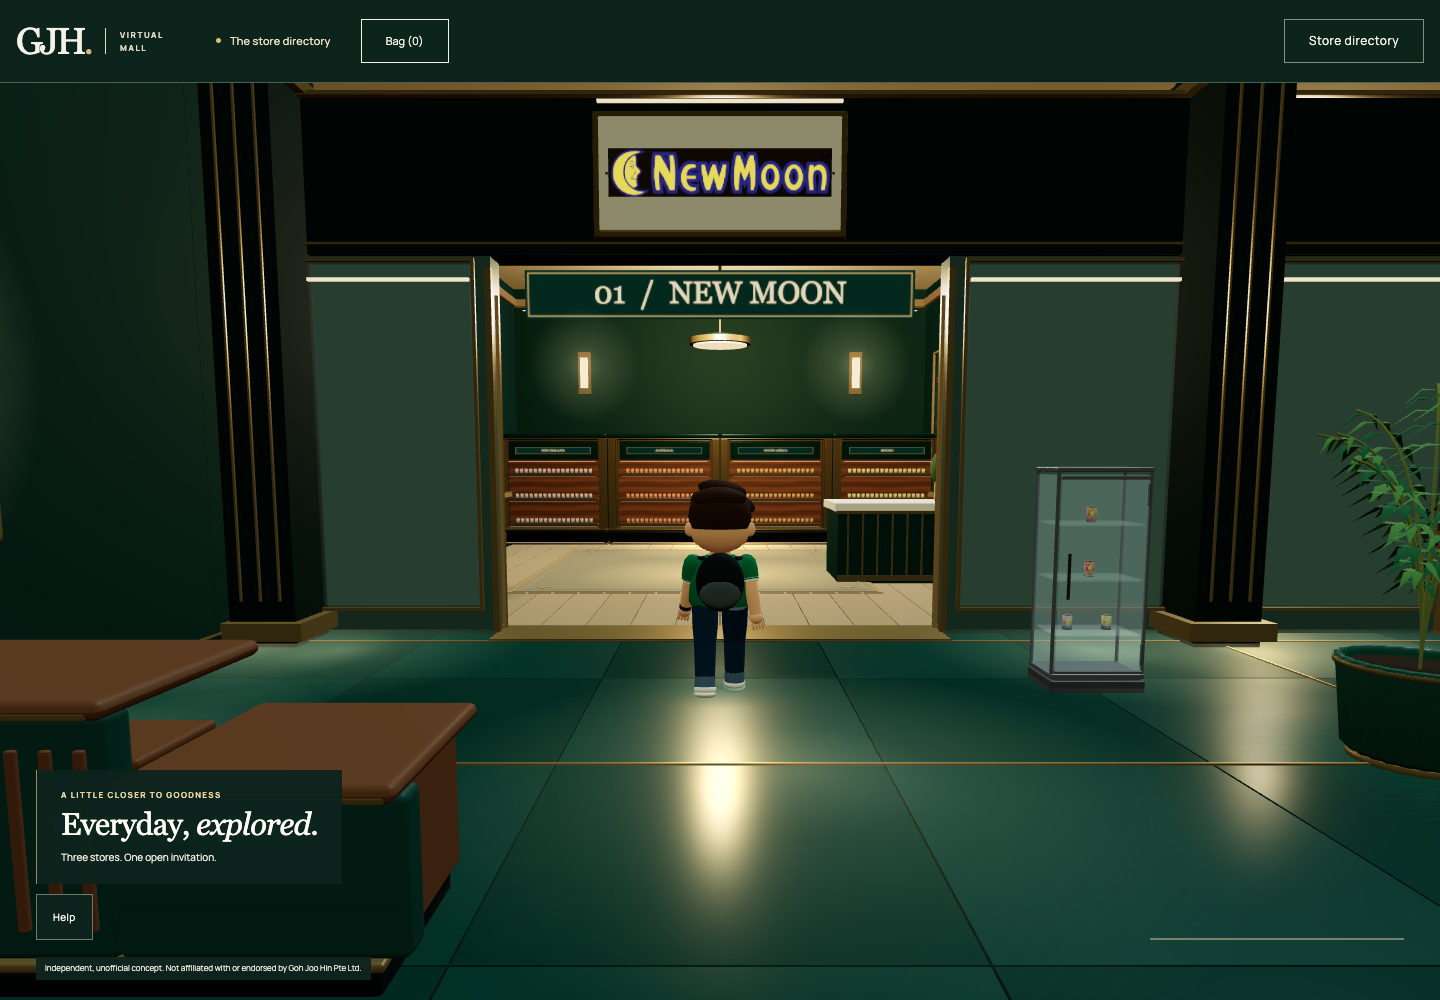 GJH.
VIRTUAL
MALL
The store directory
Bag (0)
Store directory
NewMoon
01 / NEW MOON
A LITTLE CLOSER TO GOODNESS
Everyday, explored.
Three stores. One open invitation.
Help
Independent, unofficial concept. Not affiliated with or endorsed by Goh Joo Hin Pte Ltd.